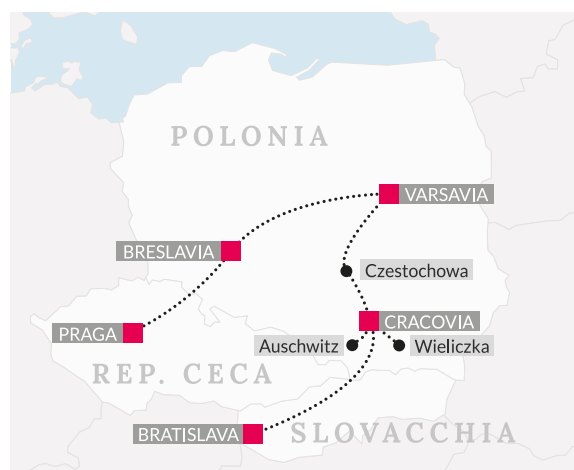 POLONIA
VARSAVIA
BRESLAVIA
Czestochowa
CRACOVIA
PRAGA
Auschwitz
Wieliczka
REP. CECA
BRATISLAVA
SLOVACCHIA